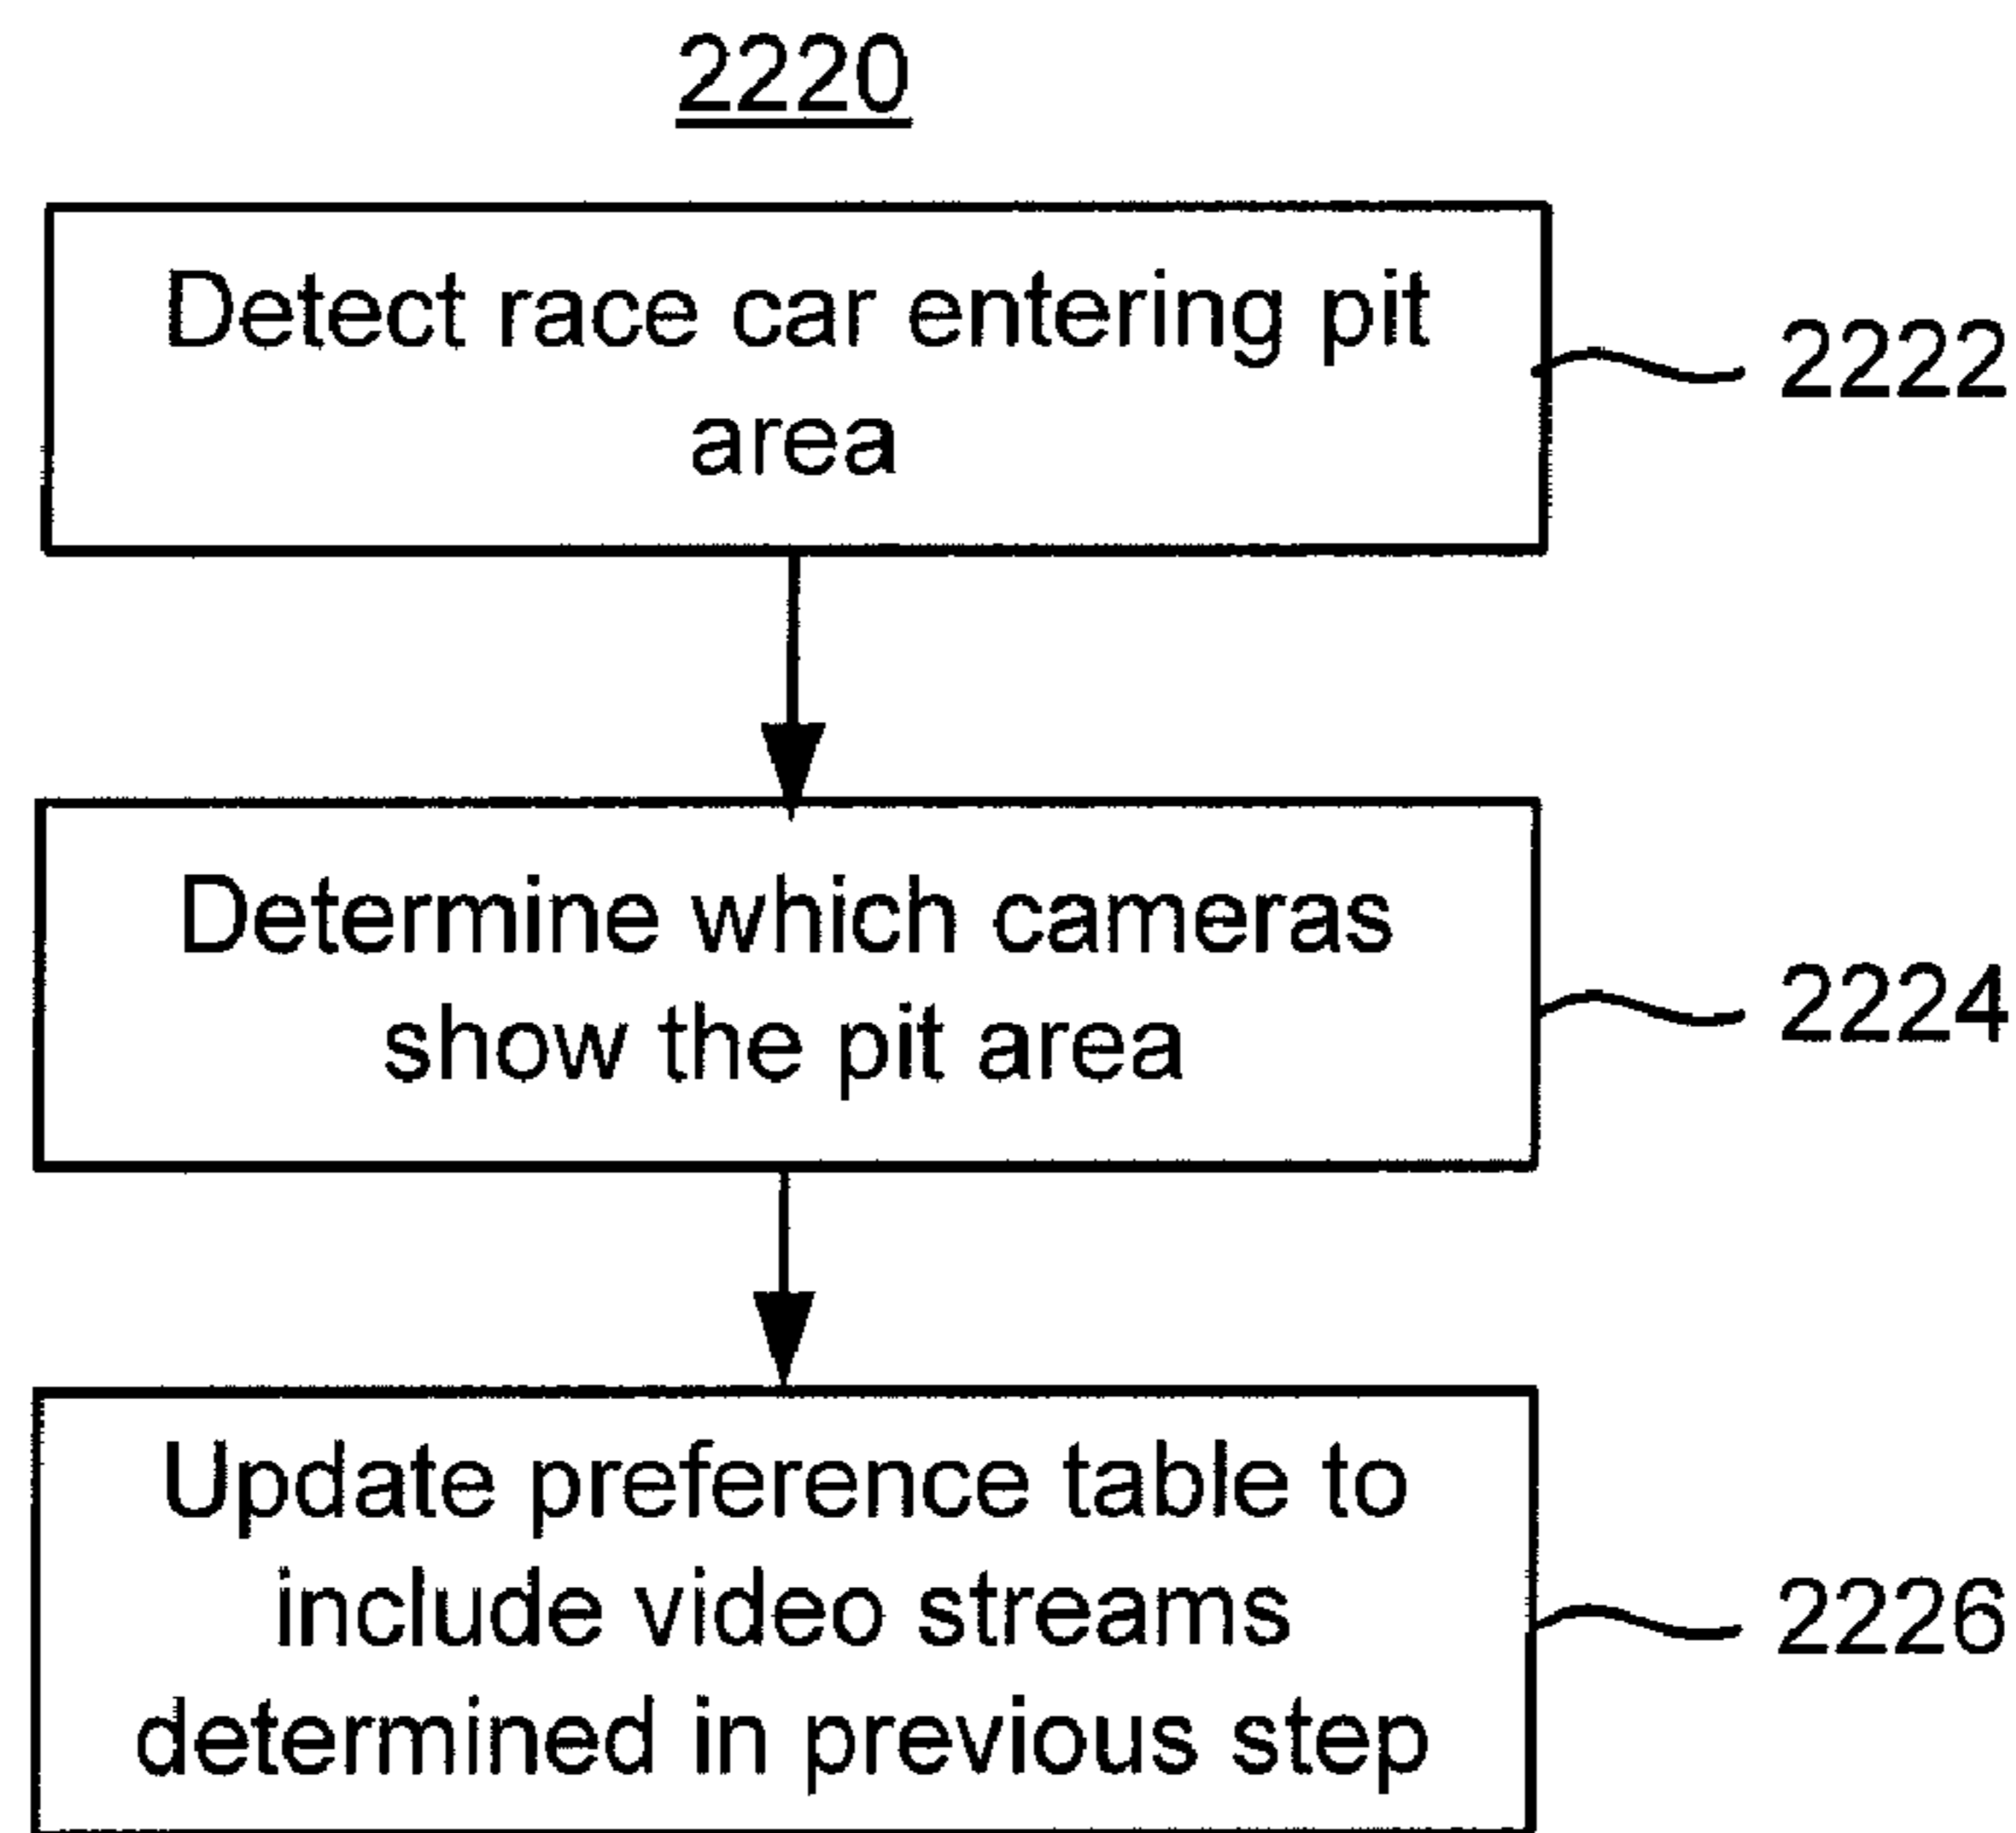 2220
Detect race car entering pit
area
2222
Determine which cameras
show the pit area
2224
Update preference table to
include video streams
determined in previous step
2226